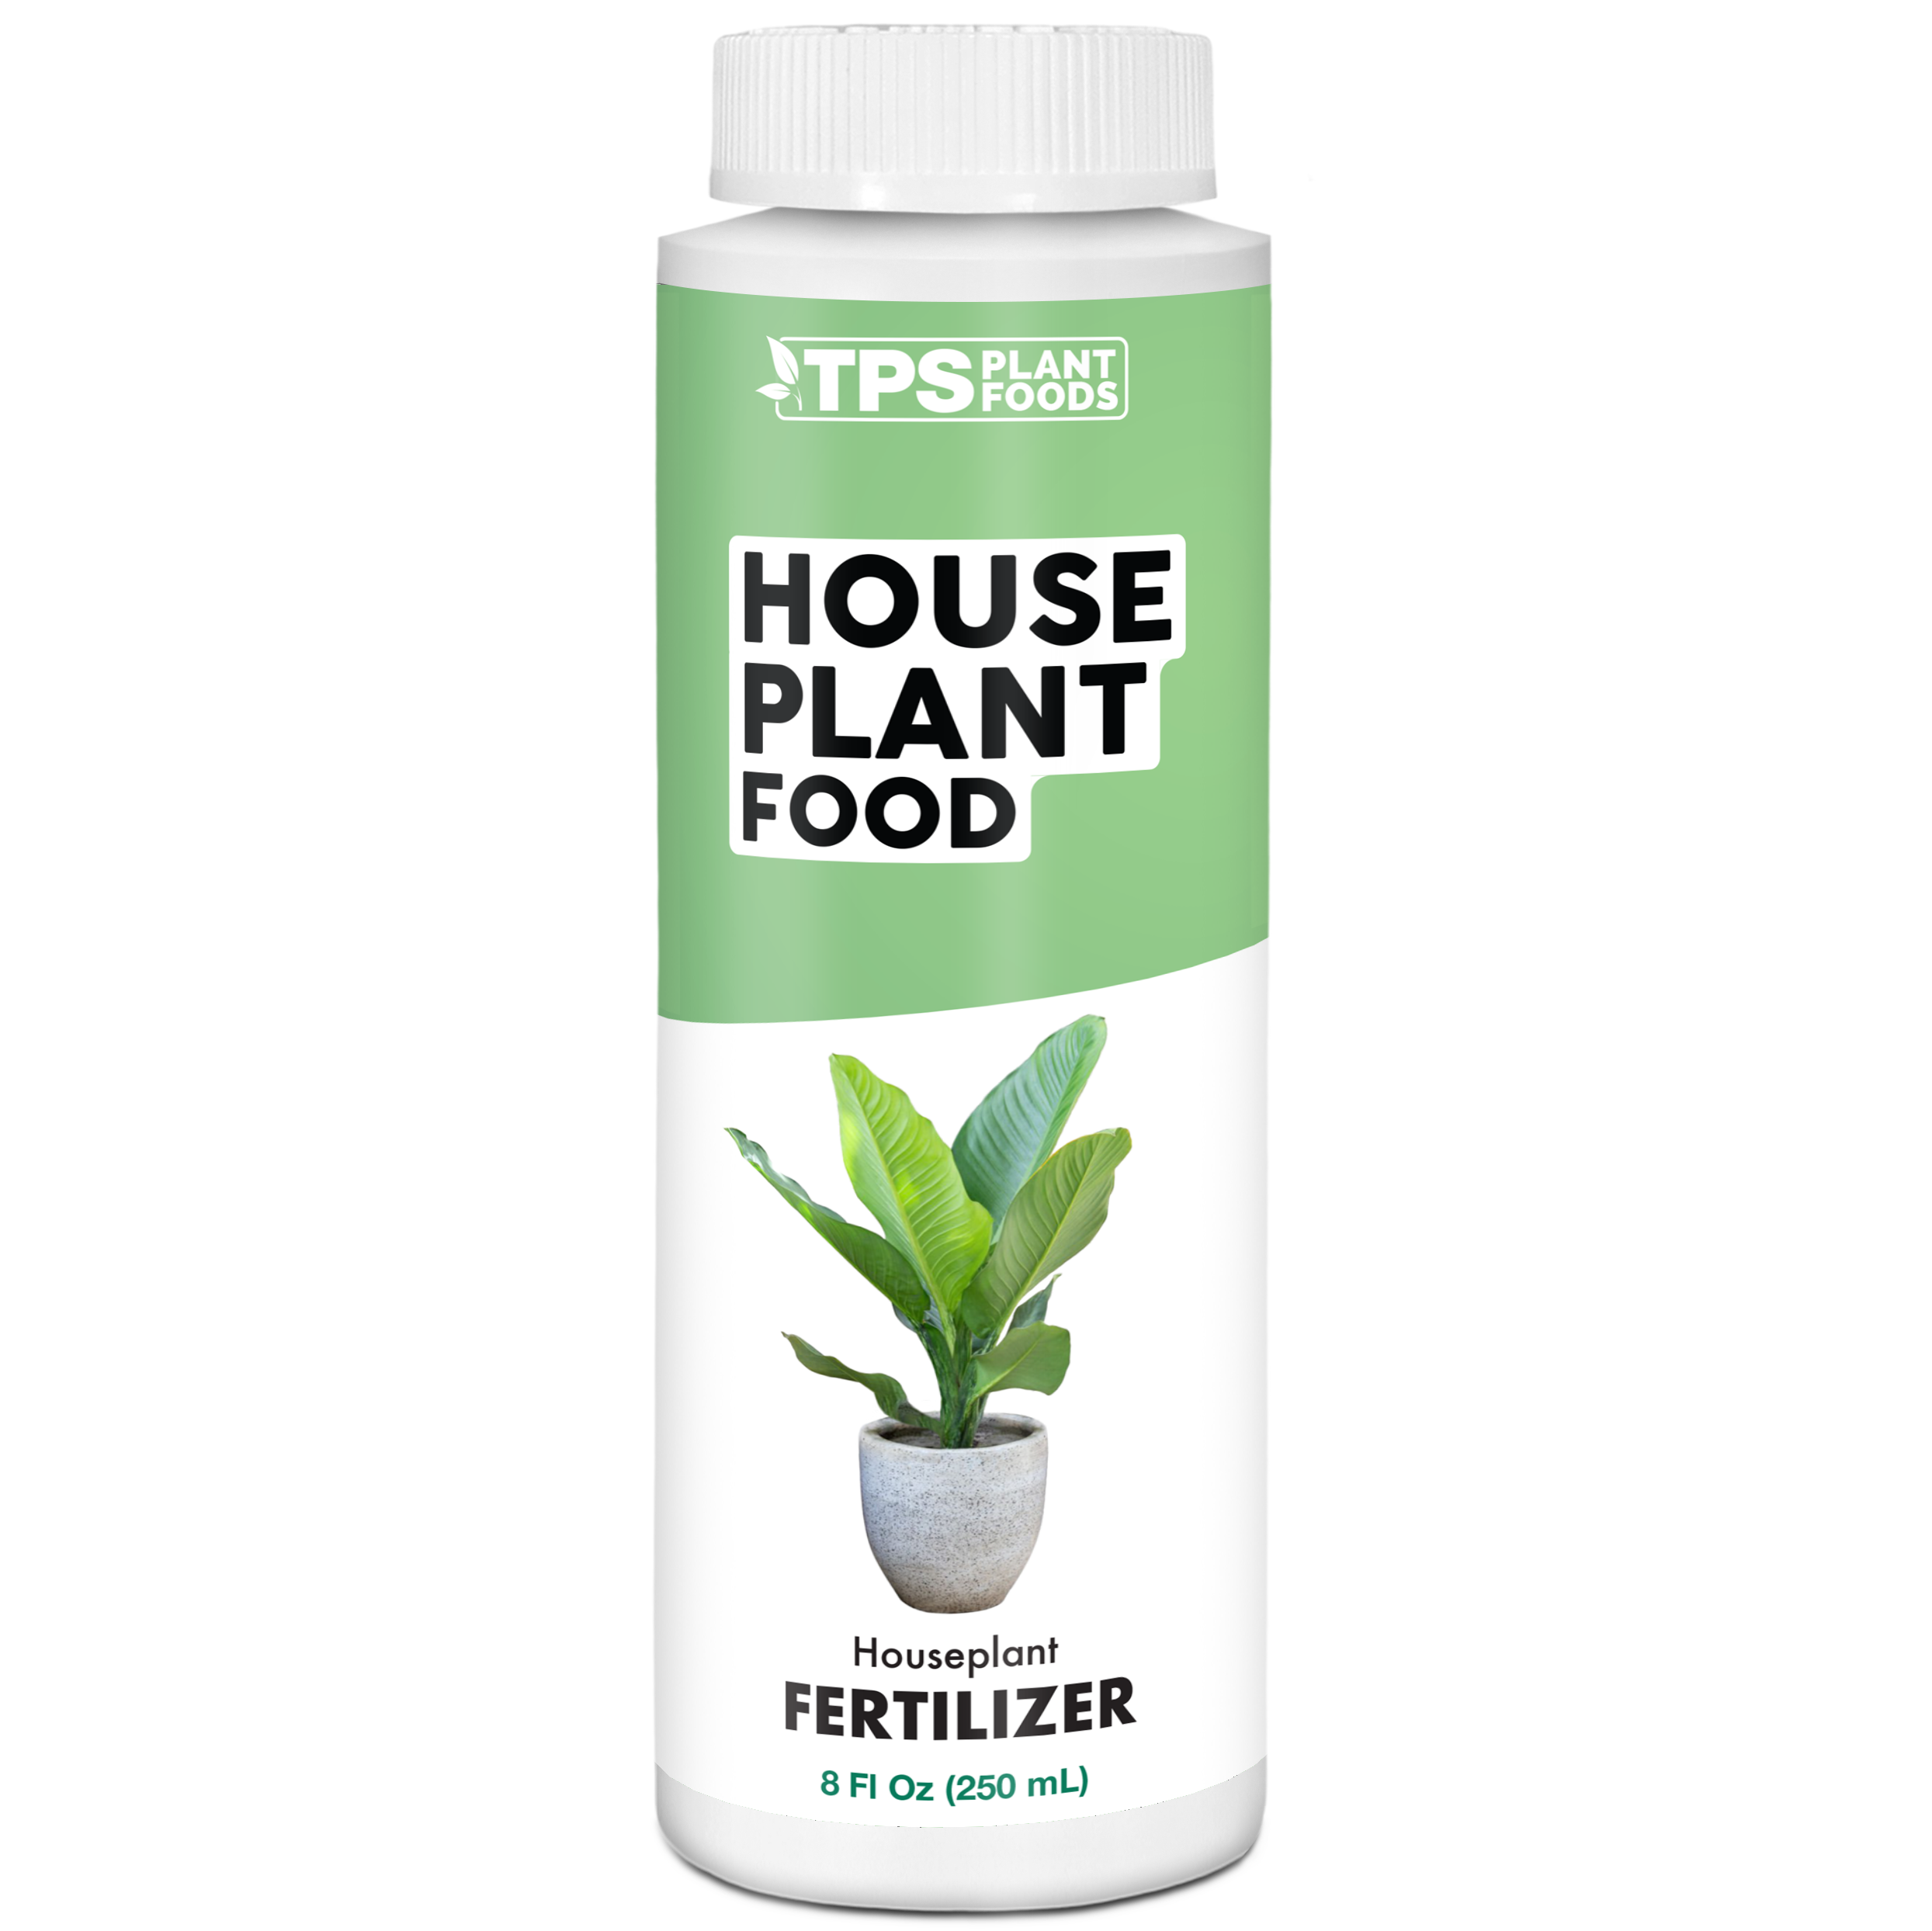 TPS PLANT
FOODS
HOUSE
PLANT
FOOD
Houseplant
FERTILIZER
8 Fl Oz (250 mL)